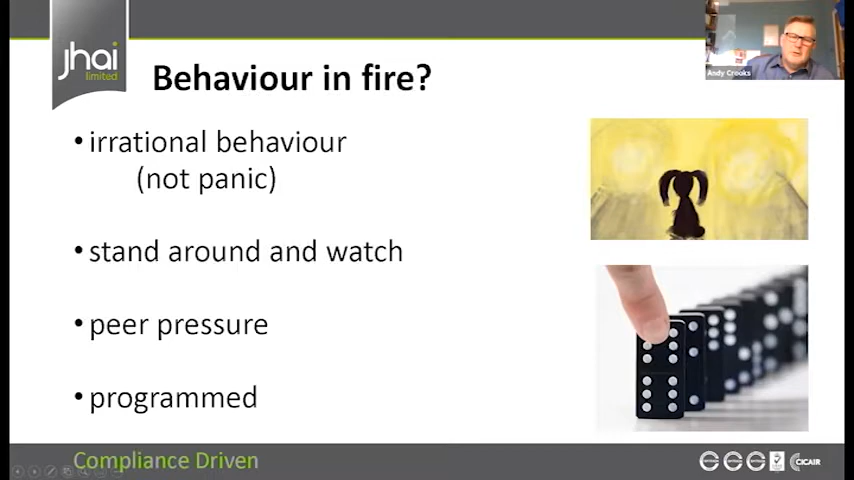 jhai
limited
Behaviour in fire?
Andy Crooks
• irrational behaviour
(not panic)
• stand around and watch
• peer pressure
• programmed
Compliance Driven
CICAIR